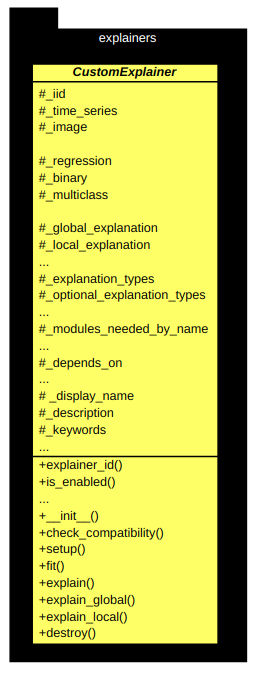 explainers
CustomExplainer
#_iid
#_time_series
#_image
#_regression
#_binary
#_multiclass
#_global_explanation
#_local_explanation
...
#_explanation_types
#_optional_explanation_types
...
#_modules_needed_by_name
...
#_depends_on
...
# _display_name
#_description
#_keywords
...
+explainer_id()
+is_enabled()
...
+__init__()
+check_compatibility()
+setup()
+fit()
+explain()
+explain_global()
+explain_local()
+destroy()